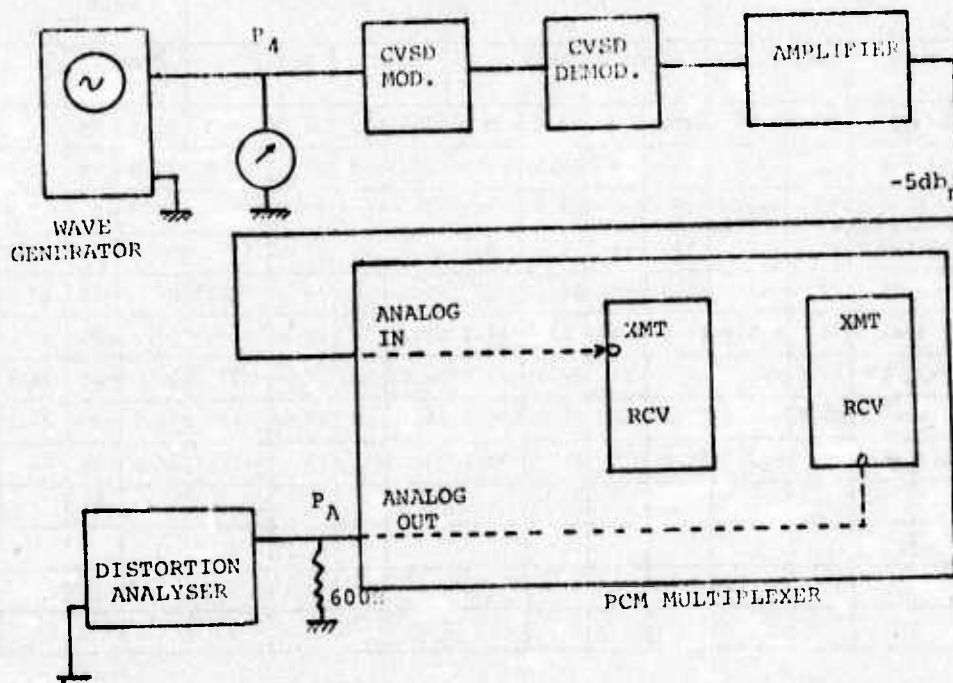 P4
CVSD
MOD.
CVSD
DEMOD.
AMPLIFIER
WAVE
GENERATOR
ANALOG
IN
XMT
RCV
XMT
RCV
ANALOG
OUT
PA
DISTORTION
ANALYSER
PCM MULTIPLEXER